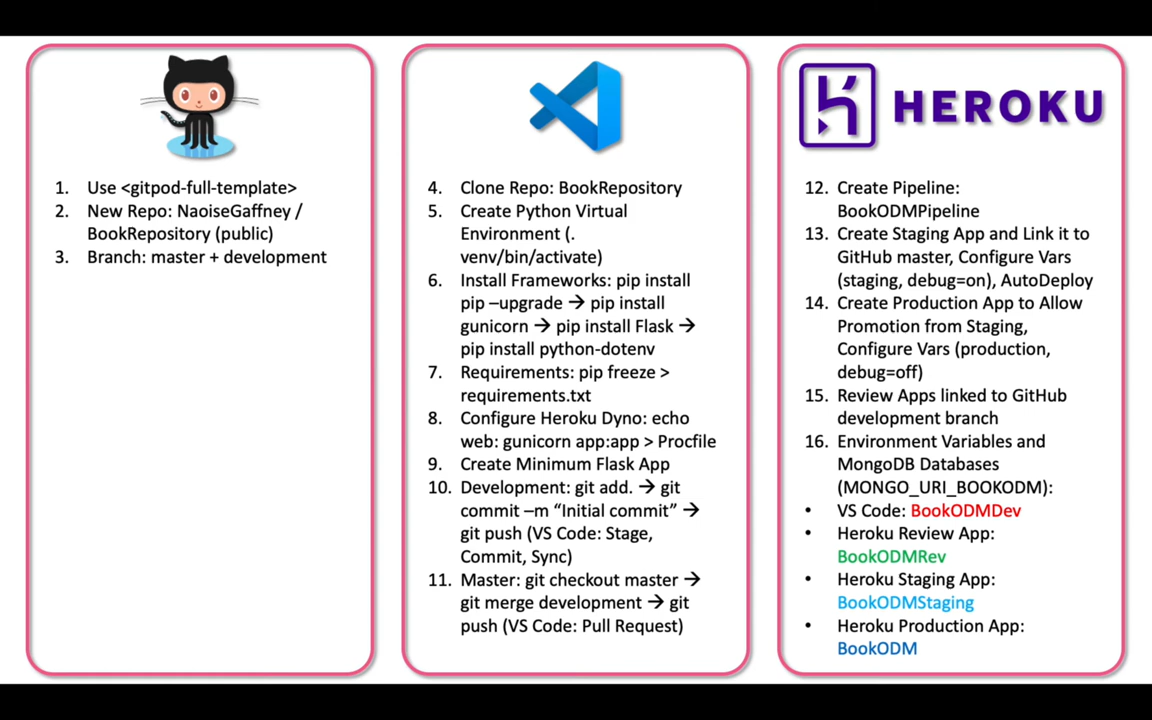 1. Use <gitpod-full-template>
2. New Repo: NaoiseGaffney /
BookRepository (public)
3. Branch: master + development
4. Clone Repo: BookRepository
5. Create Python Virtual
Environment (.
venv/bin/activate)
6. Install Frameworks: pip install
pip –upgrade → pip install
gunicorn → pip install Flask →
pip install python-dotenv
7. Requirements: pip freeze >
requirements.txt
8. Configure Heroku Dyno: echo
web: gunicorn app:app > Procfile
9. Create Minimum Flask App
10. Development: git add. → git
commit –m “Initial commit” →
git push (VS Code: Stage,
Commit, Sync)
11. Master: git checkout master →
git merge development → git
push (VS Code: Pull Request)
HEROKU
12. Create Pipeline:
BookODMPipeline
13. Create Staging App and Link it to
GitHub master, Configure Vars
(staging, debug=on), AutoDeploy
14. Create Production App to Allow
Promotion from Staging,
Configure Vars (production,
debug=off)
15. Review Apps linked to GitHub
development branch
16. Environment Variables and
MongoDB Databases
(MONGO_URI_BOOKODM):
• VS Code: BookODMDev
• Heroku Review App:
BookODMRev
• Heroku Staging App:
BookODMStaging
• Heroku Production App:
BookODM